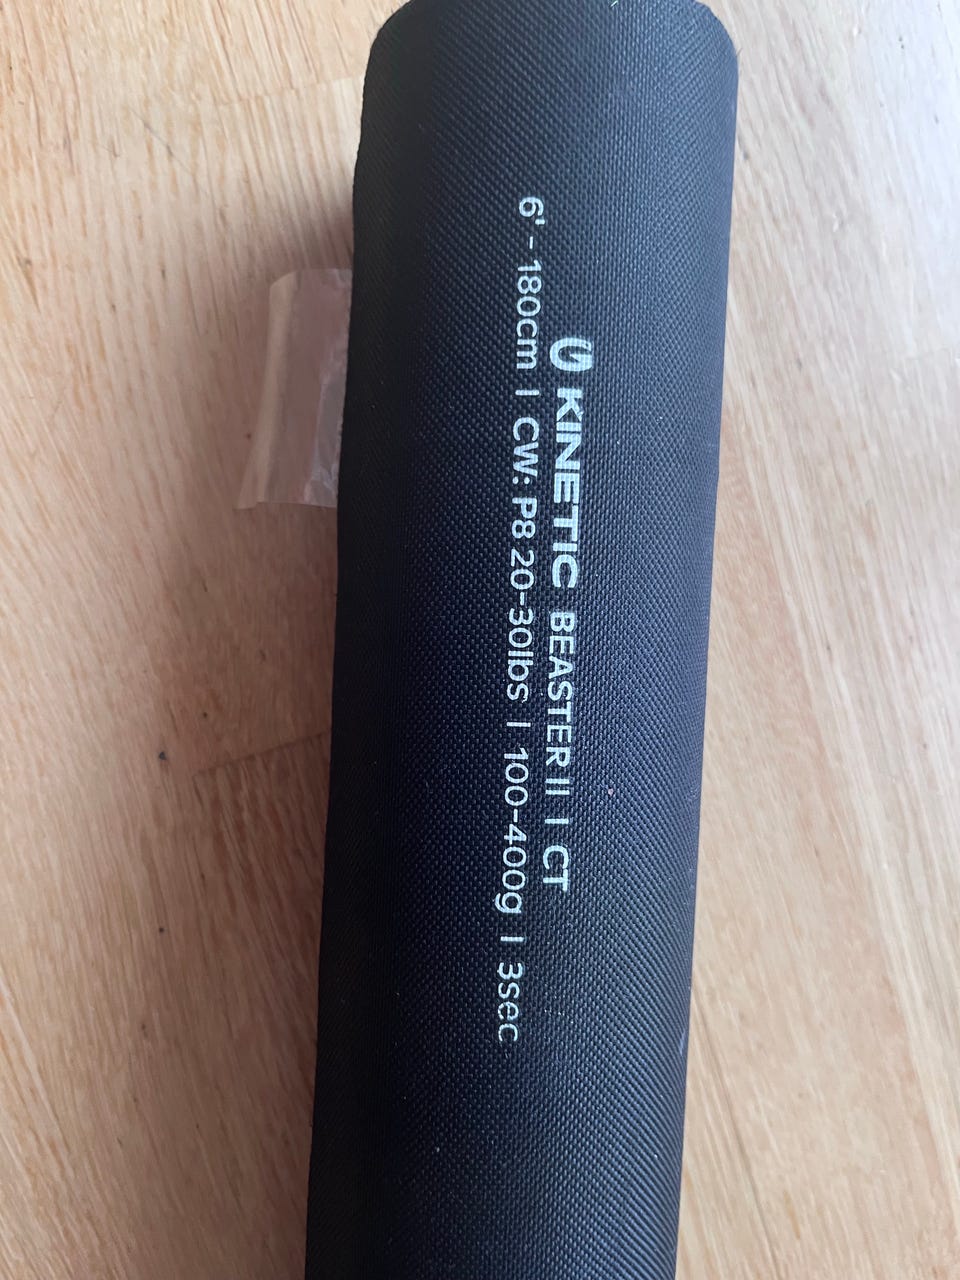 KINETIC BEASTER II | CT
6' - 180cm | CW: P8 20-30lbs | 100-400g | 3sec